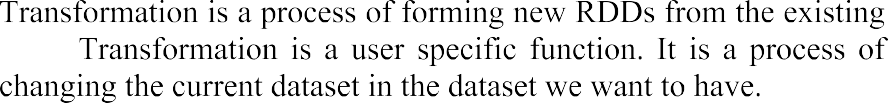 Transformation is a process of forming new RDDs from the existing
Transformation is a user specific function. It is a process of
changing the current dataset in the dataset we want to have.